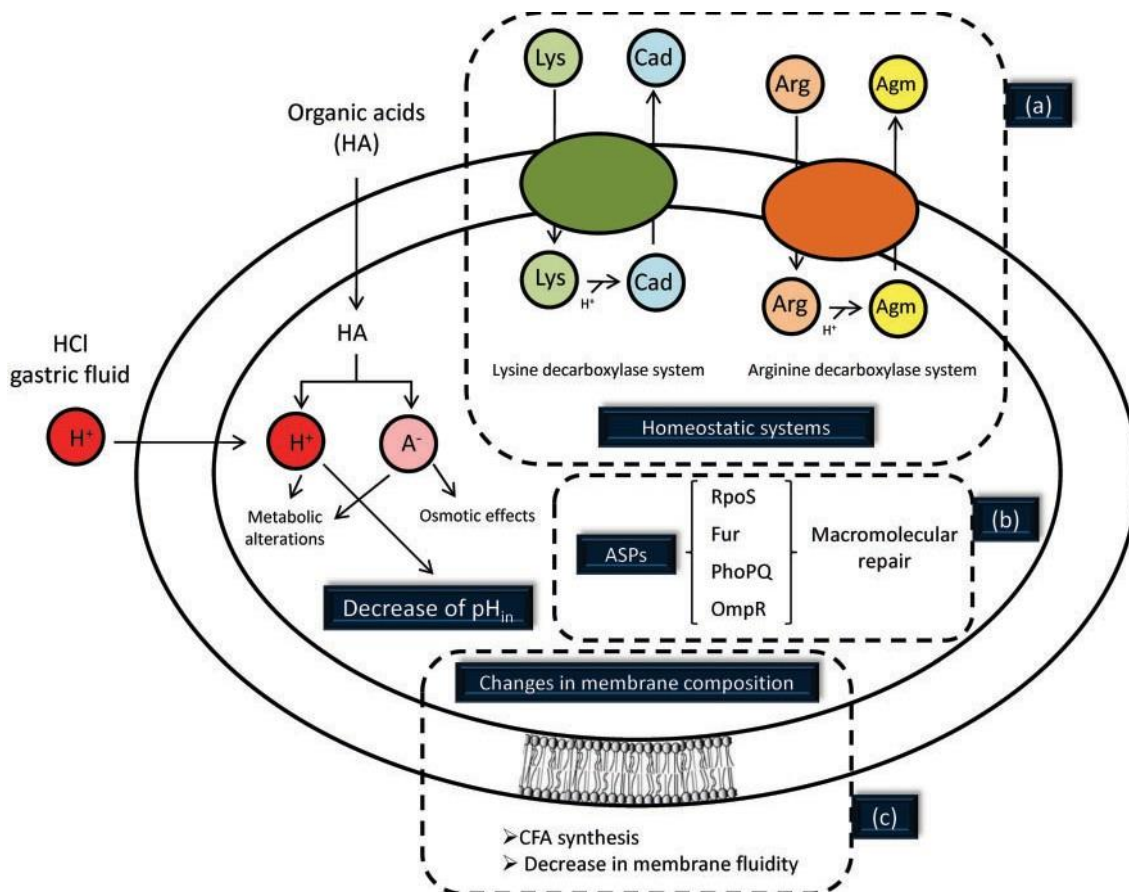 Lys
Cad
Arg
Agm
(a)
Organic acids
(HA)
Lys
H⁺
Cad
Arg
H⁺
Agm
HA
HCl
gastric fluid
Lysine decarboxylase system
Arginine decarboxylase system
H⁺
H⁺
A⁻
Homeostatic systems
Metabolic
alterations
Osmotic effects
RpoS
Fur
PhoPQ
OmpR
ASPs
Macromolecular
repair
(b)
Decrease of pHᵢₙ
Changes in membrane composition
(c)
➢CFA synthesis
➢ Decrease in membrane fluidity